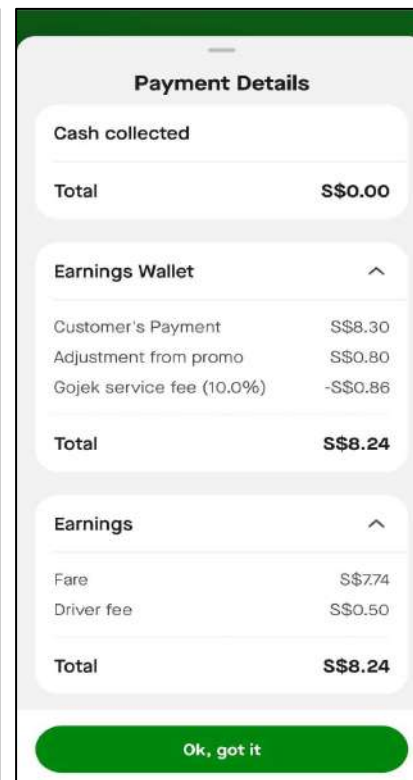 Payment Details
Cash collected
Total S$0.00
Earnings Wallet
Customer's Payment S$8.30
Adjustment from promo S$0.80
Gojek service fee (10.0%) -S$0.86
Total S$8.24
Earnings
Fare S$7.74
Driver fee S$0.50
Total S$8.24
Ok, got it